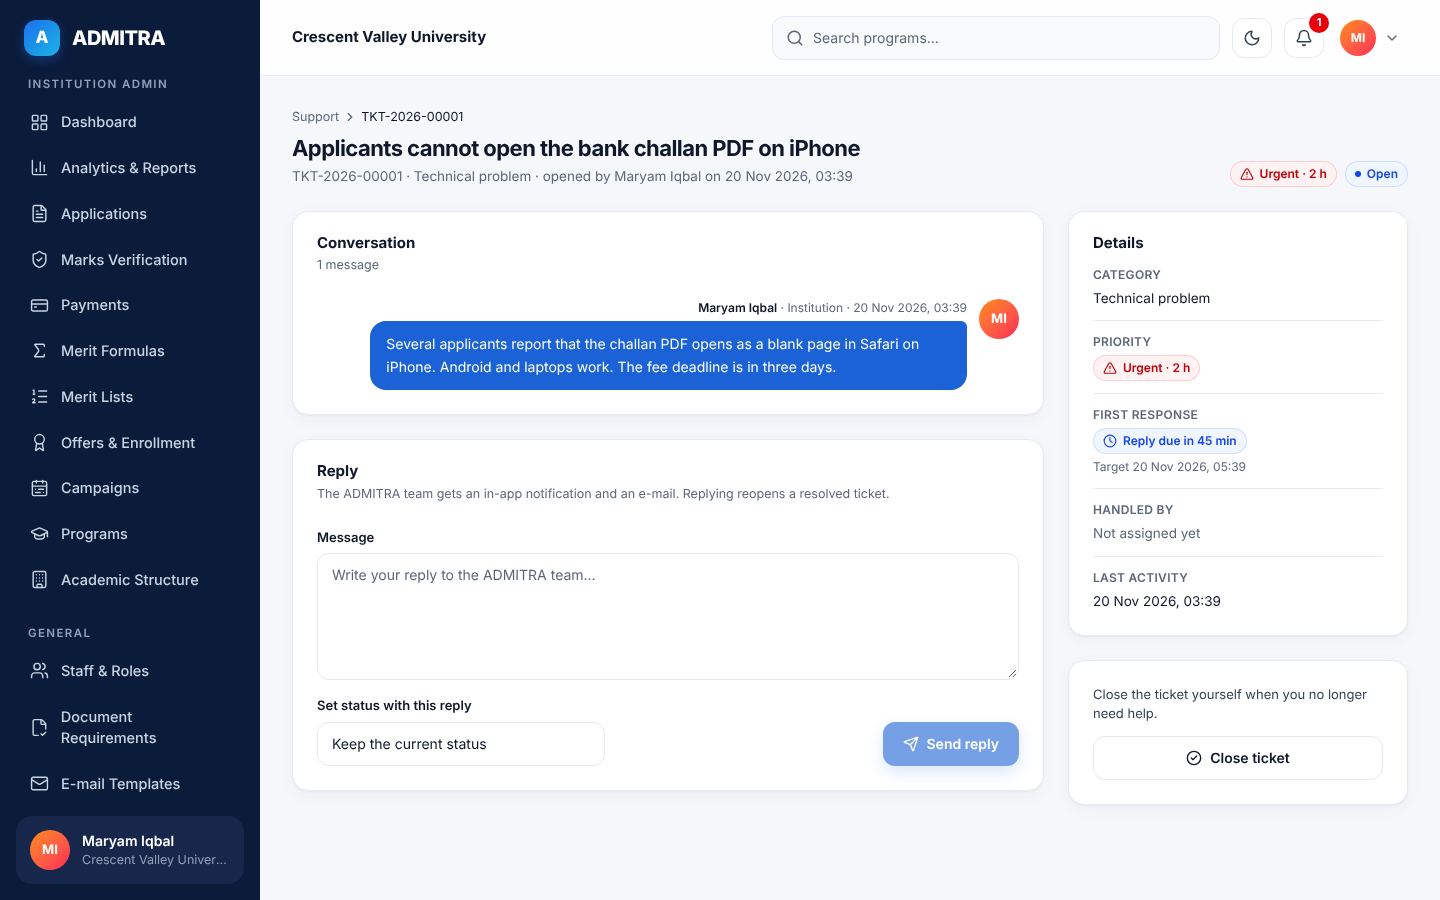 A ADMITRA
INSTITUTION ADMIN
Dashboard
Analytics & Reports
Applications
Marks Verification
Payments
Merit Formulas
Merit Lists
Offers & Enrollment
Campaigns
Programs
Academic Structure
GENERAL
Staff & Roles
Document
Requirements
E-mail Templates
MI
Maryam Iqbal
Crescent Valley Univer...
Crescent Valley University
Search programs...
1
MI
Support > TKT-2026-00001
Applicants cannot open the bank challan PDF on iPhone
TKT-2026-00001 · Technical problem · opened by Maryam Iqbal on 20 Nov 2026, 03:39
Urgent · 2 h
Open
Conversation
1 message
Maryam Iqbal · Institution · 20 Nov 2026, 03:39
MI
Several applicants report that the challan PDF opens as a blank page in Safari on
iPhone. Android and laptops work. The fee deadline is in three days.
Reply
The ADMITRA team gets an in-app notification and an e-mail. Replying reopens a resolved ticket.
Message
Write your reply to the ADMITRA team...
Set status with this reply
Keep the current status
Send reply
Details
CATEGORY
Technical problem
PRIORITY
Urgent · 2 h
FIRST RESPONSE
Reply due in 45 min
Target 20 Nov 2026, 05:39
HANDLED BY
Not assigned yet
LAST ACTIVITY
20 Nov 2026, 03:39
Close the ticket yourself when you no longer
need help.
Close ticket